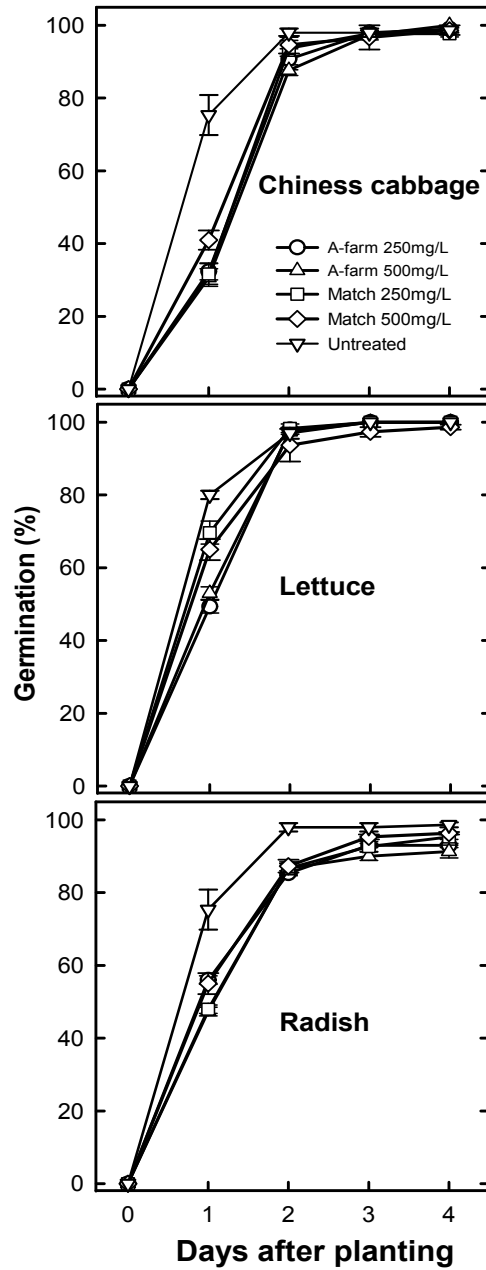 100
80
60
40
20
0
Chiness cabbage
A-farm 250mg/L
A-farm 500mg/L
Match 250mg/L
Match 500mg/L
Untreated
Germination (%)
100
80
60
40
20
0
Lettuce
100
80
60
40
20
0
Radish
0 1 2 3 4
Days after planting